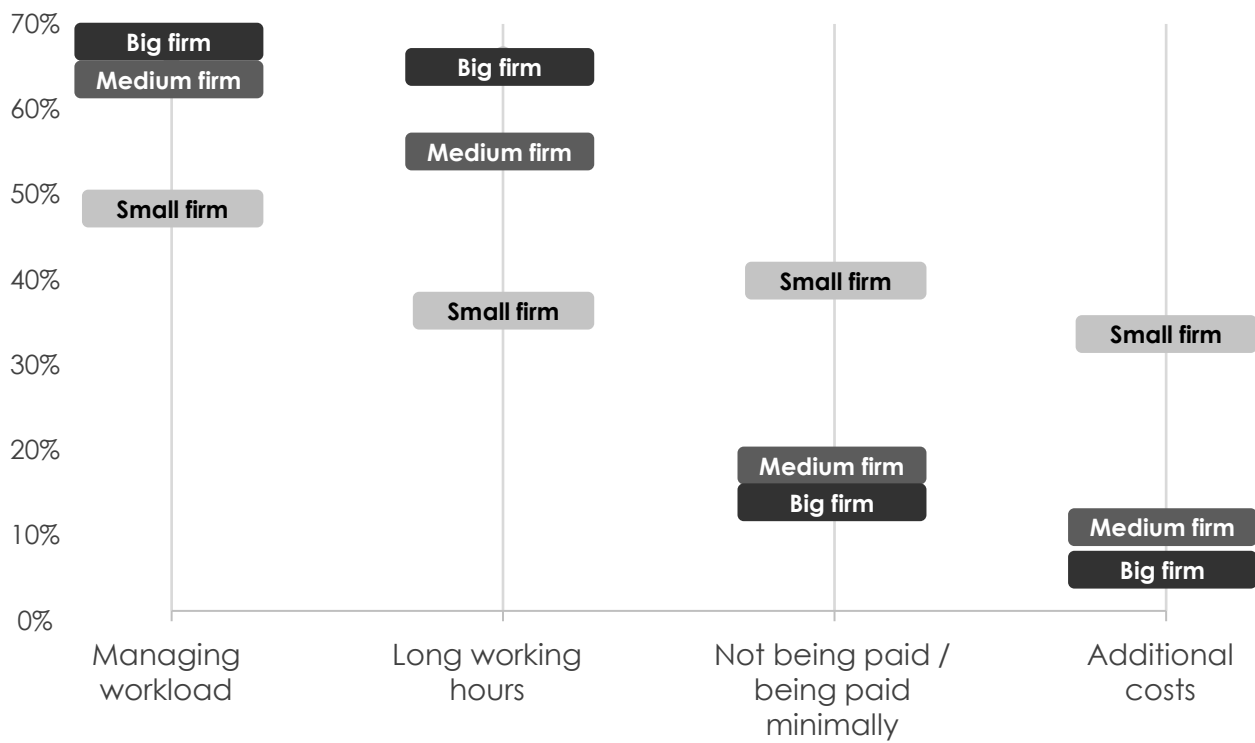 70%
60%
50%
40%
30%
20%
10%
0%
Big firm
Medium firm
Small firm
Big firm
Medium firm
Small firm
Small firm
Medium firm
Big firm
Small firm
Medium firm
Big firm
Managing
workload
Long working
hours
Not being paid /
being paid
minimally
Additional
costs